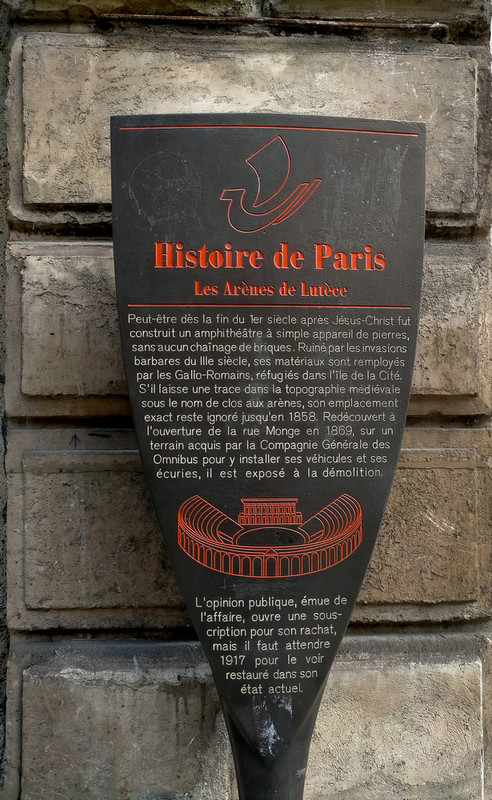 Histoire de Paris
Les Arènes de Lutèce
Peut-être dès la fin du 1er siècle après Jésus-Christ fut
construit un amphithéâtre à simple appareil de pierres,
sans aucun chaînage de briques. Ruiné par les invasions
barbares du IIIe siècle, ses matériaux sont remployés
par les Gallo-Romains, réfugiés dans l'île de la Cité.
S'il laisse une trace dans la topographie médiévale
sous le nom de clos aux arènes, son emplacement
exact reste ignoré jusqu'en 1858. Redécouvert à
l'ouverture de la rue Monge en 1869, sur un
terrain acquis par la Compagnie Générale des
Omnibus pour y installer ses véhicules et ses
écuries, il est exposé à la démolition.
L'opinion publique, émue de
l'affaire, ouvre une sous-
cription pour son rachat,
mais il faut attendre
1917 pour le voir
restauré dans son
état actuel.